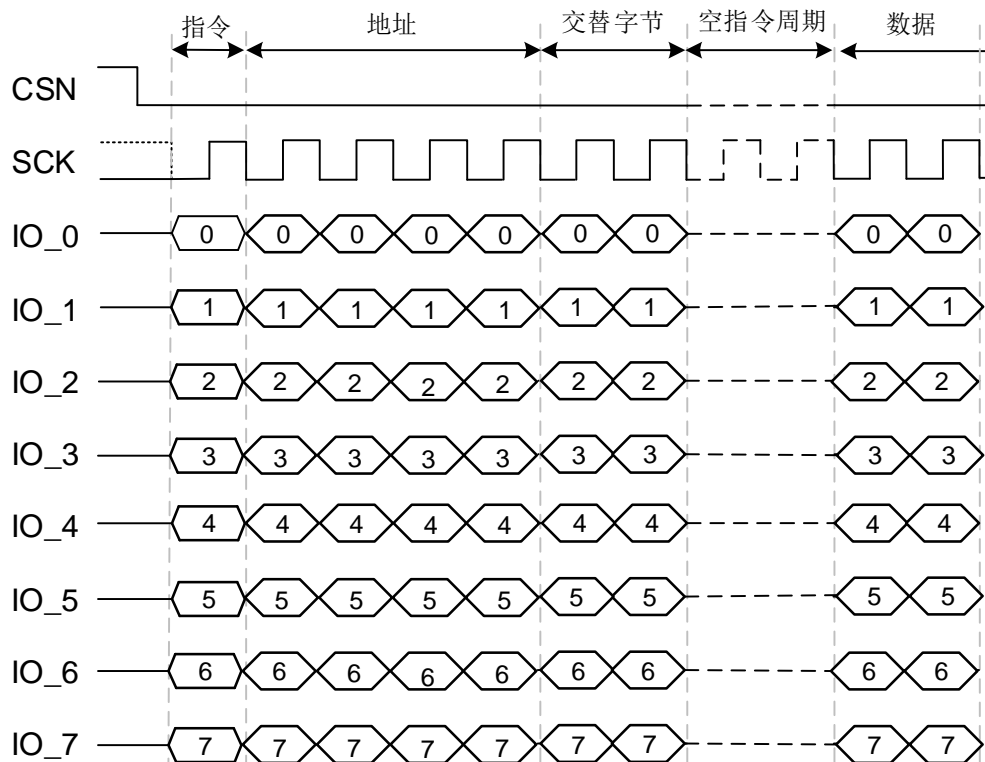 指令 地址 交替字节 空指令周期 数据
CSN
SCK
IO_0 0 0 0 0 0 0 0 0 0
IO_1 1 1 1 1 1 1 1 1 1
IO_2 2 2 2 2 2 2 2 2 2
IO_3 3 3 3 3 3 3 3 3 3
IO_4 4 4 4 4 4 4 4 4 4
IO_5 5 5 5 5 5 5 5 5 5
IO_6 6 6 6 6 6 6 6 6 6
IO_7 7 7 7 7 7 7 7 7 7